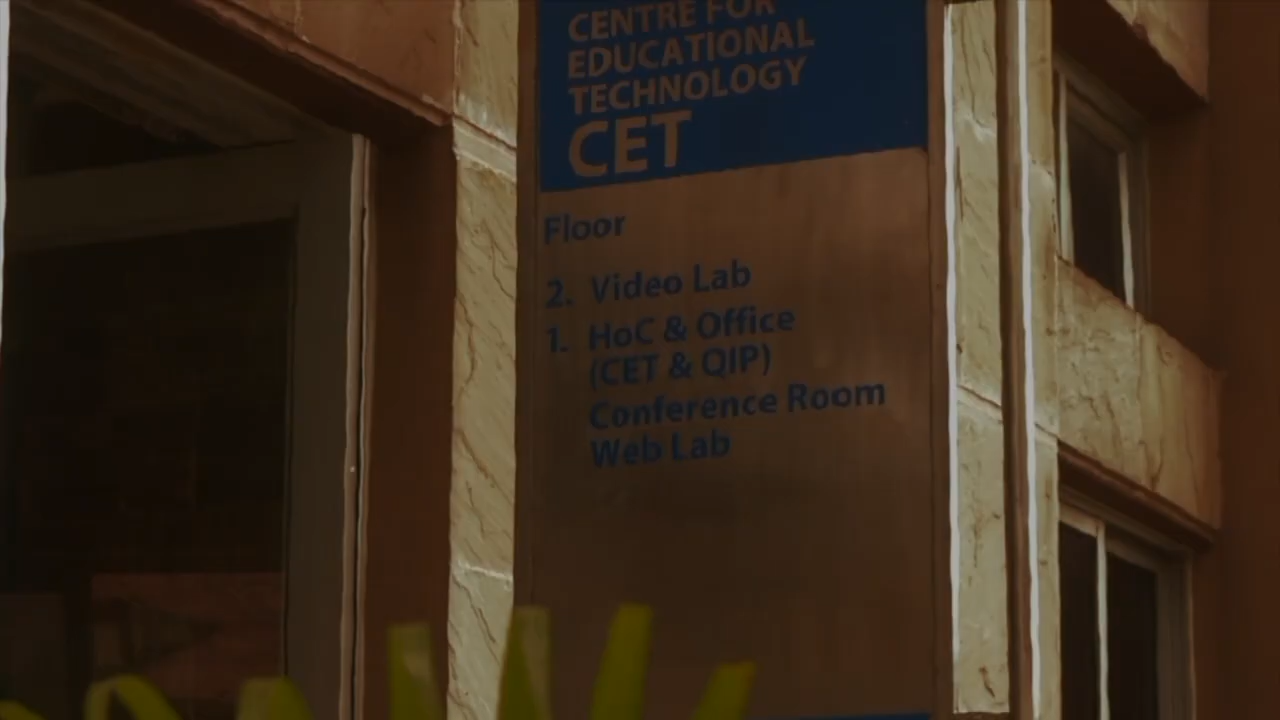 CENTRE FOR
EDUCATIONAL
TECHNOLOGY
CET
Floor
2. Video Lab
1. HoC & Office
(CET & QIP)
Conference Room
Web Lab